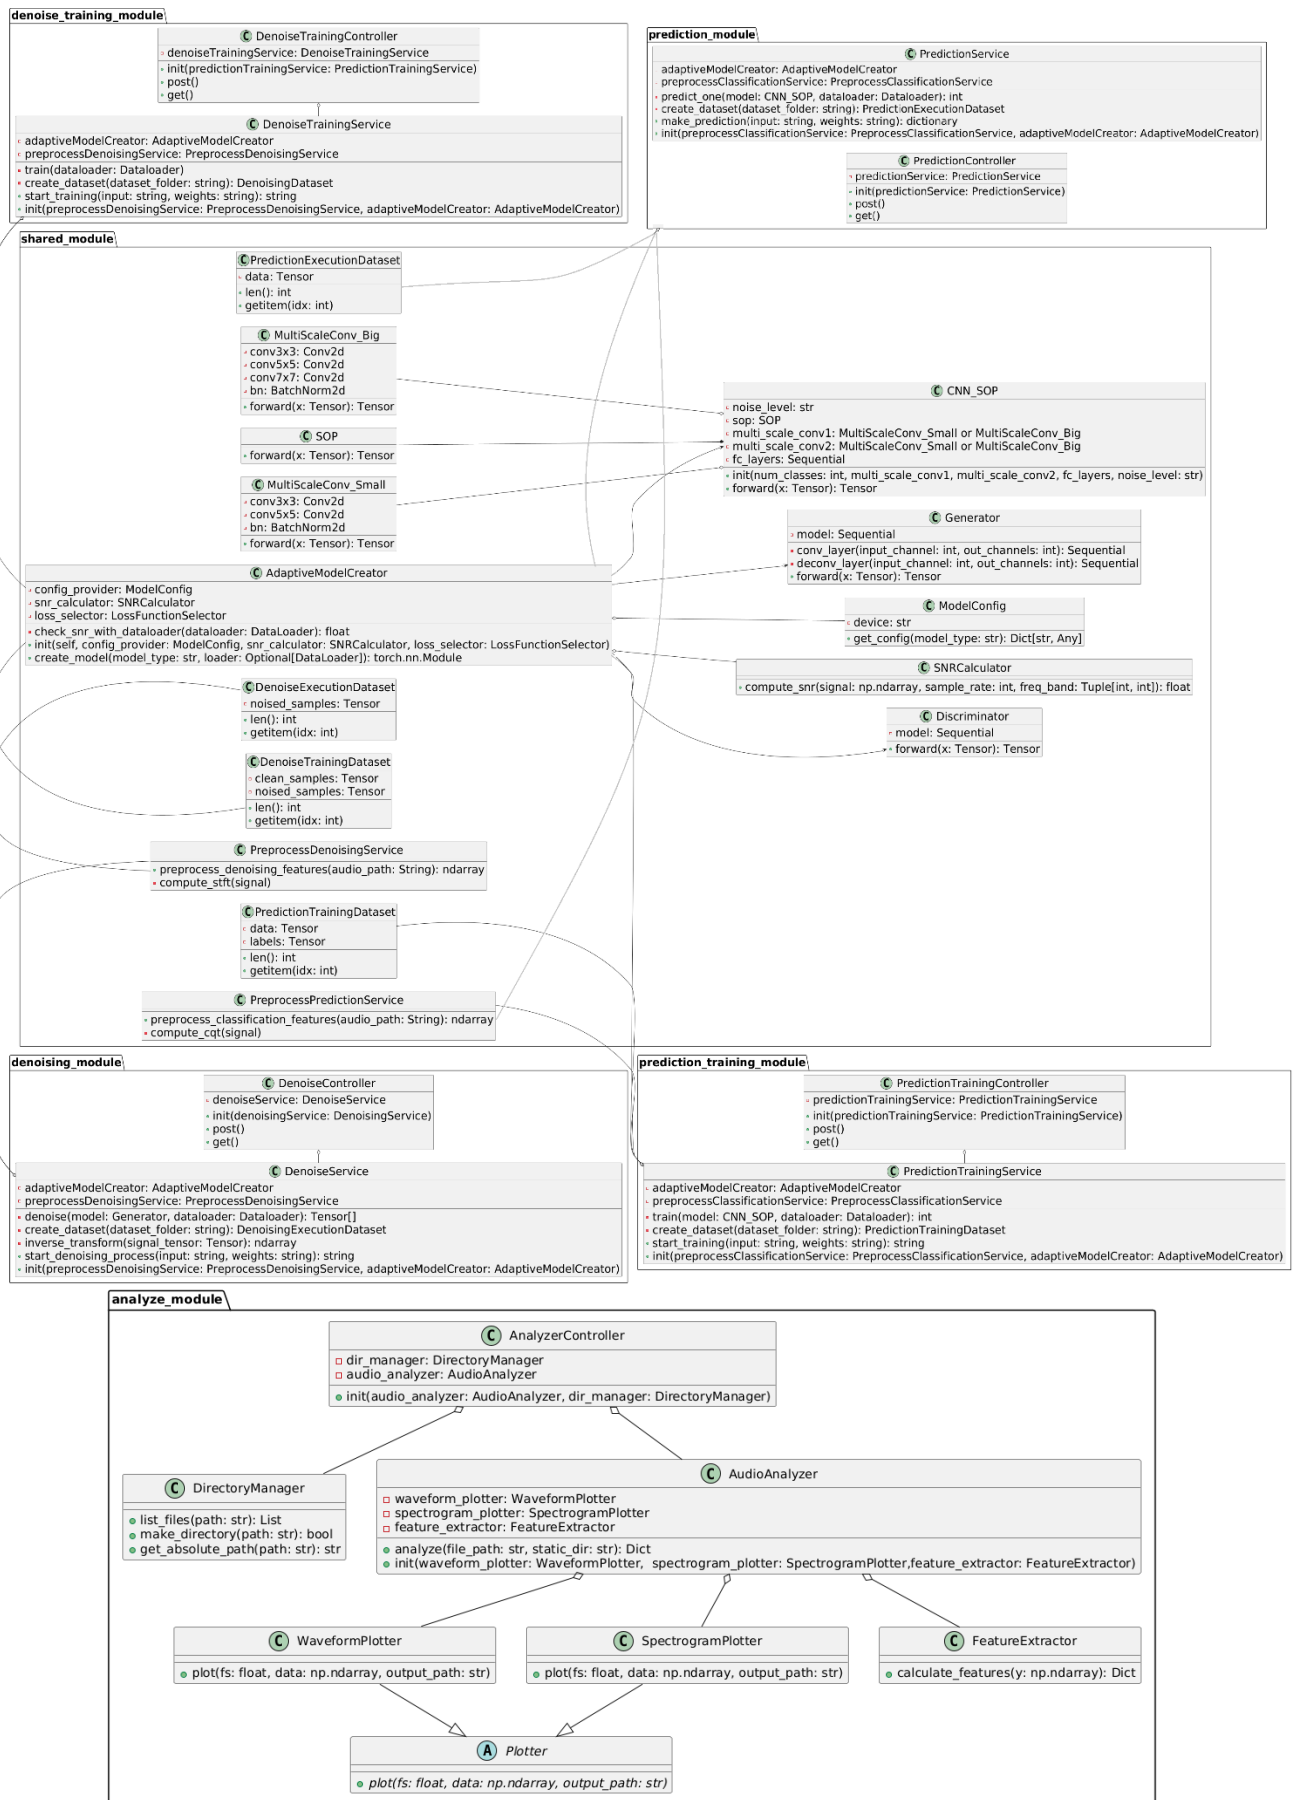 denoise_training_module
C DenoiseTrainingController
denoiseTrainingService: DenoiseTrainingService
init(predictionTrainingService: PredictionTrainingService)
post()
get()
C DenoiseTrainingService
adaptiveModelCreator: AdaptiveModelCreator
preprocessDenoisingService: PreprocessDenoisingService
train(dataloader: Dataloader)
create_dataset(dataset_folder: string): DenoisingDataset
start_training(input: string, weights: string): string
init(preprocessDenoisingService: PreprocessDenoisingService, adaptiveModelCreator: AdaptiveModelCreator)
prediction_module
C PredictionService
adaptiveModelCreator: AdaptiveModelCreator
preprocessClassificationService: PreprocessClassificationService
predict_one(model: CNN_SOP, dataloader: Dataloader): int
create_dataset(dataset_folder: string): PredictionExecutionDataset
make_prediction(input: string, weights: string): dictionary
init(preprocessClassificationService: PreprocessClassificationService, adaptiveModelCreator: AdaptiveModelCreator)
C PredictionController
predictionService: PredictionService
init(predictionService: PredictionService)
post()
get()
shared_module
C PredictionExecutionDataset
data: Tensor
len(): int
getitem(idx: int)
C MultiScaleConv_Big
conv3x3: Conv2d
conv5x5: Conv2d
conv7x7: Conv2d
bn: BatchNorm2d
forward(x: Tensor): Tensor
C SOP
forward(x: Tensor): Tensor
C MultiScaleConv_Small
conv3x3: Conv2d
conv5x5: Conv2d
bn: BatchNorm2d
forward(x: Tensor): Tensor
C AdaptiveModelCreator
config_provider: ModelConfig
snr_calculator: SNRCalculator
loss_selector: LossFunctionSelector
check_snr_with_dataloader(dataloader: DataLoader): float
init(self, config_provider: ModelConfig, snr_calculator: SNRCalculator, loss_selector: LossFunctionSelector)
create_model(model_type: str, loader: Optional[DataLoader]): torch.nn.Module
C DenoiseExecutionDataset
noised_samples: Tensor
len(): int
getitem(idx: int)
C DenoiseTrainingDataset
clean_samples: Tensor
noised_samples: Tensor
len(): int
getitem(idx: int)
C PreprocessDenoisingService
preprocess_denoising_features(audio_path: String): ndarray
compute_stft(signal)
C PredictionTrainingDataset
data: Tensor
labels: Tensor
len(): int
getitem(idx: int)
C PreprocessPredictionService
preprocess_classification_features(audio_path: String): ndarray
compute_cqt(signal)
C CNN_SOP
noise_level: str
sop: SOP
multi_scale_conv1: MultiScaleConv_Small or MultiScaleConv_Big
multi_scale_conv2: MultiScaleConv_Small or MultiScaleConv_Big
fc_layers: Sequential
init(num_classes: int, multi_scale_conv1, multi_scale_conv2, fc_layers, noise_level: str)
forward(x: Tensor): Tensor
C Generator
model: Sequential
conv_layer(input_channel: int, out_channels: int): Sequential
deconv_layer(input_channel: int, out_channels: int): Sequential
forward(x: Tensor): Tensor
C ModelConfig
device: str
get_config(model_type: str): Dict[str, Any]
C SNRCalculator
compute_snr(signal: np.ndarray, sample_rate: int, freq_band: Tuple[int, int]): float
C Discriminator
model: Sequential
forward(x: Tensor): Tensor
denoising_module
C DenoiseController
denoiseService: DenoiseService
init(denoisingService: DenoisingService)
post()
get()
C DenoiseService
adaptiveModelCreator: AdaptiveModelCreator
preprocessDenoisingService: PreprocessDenoisingService
denoise(model: Generator, dataloader: Dataloader): Tensor[]
create_dataset(dataset_folder: string): DenoisingExecutionDataset
inverse_transform(signal_tensor: Tensor): ndarray
start_denoising_process(input: string, weights: string): string
init(preprocessDenoisingService: PreprocessDenoisingService, adaptiveModelCreator: AdaptiveModelCreator)
prediction_training_module
C PredictionTrainingController
predictionTrainingService: PredictionTrainingService
init(predictionTrainingService: PredictionTrainingService)
post()
get()
C PredictionTrainingService
adaptiveModelCreator: AdaptiveModelCreator
preprocessClassificationService: PreprocessClassificationService
train(model: CNN_SOP, dataloader: Dataloader): int
create_dataset(dataset_folder: string): PredictionTrainingDataset
start_training(input: string, weights: string): string
init(preprocessClassificationService: PreprocessClassificationService, adaptiveModelCreator: AdaptiveModelCreator)
analyze_module
C AnalyzerController
dir_manager: DirectoryManager
audio_analyzer: AudioAnalyzer
init(audio_analyzer: AudioAnalyzer, dir_manager: DirectoryManager)
C DirectoryManager
list_files(path: str): List
make_directory(path: str): bool
get_absolute_path(path: str): str
C AudioAnalyzer
waveform_plotter: WaveformPlotter
spectrogram_plotter: SpectrogramPlotter
feature_extractor: FeatureExtractor
analyze(file_path: str, static_dir: str): Dict
init(waveform_plotter: WaveformPlotter, spectrogram_plotter: SpectrogramPlotter,feature_extractor: FeatureExtractor)
C WaveformPlotter
plot(fs: float, data: np.ndarray, output_path: str)
C SpectrogramPlotter
plot(fs: float, data: np.ndarray, output_path: str)
C FeatureExtractor
calculate_features(y: np.ndarray): Dict
A Plotter
plot(fs: float, data: np.ndarray, output_path: str)